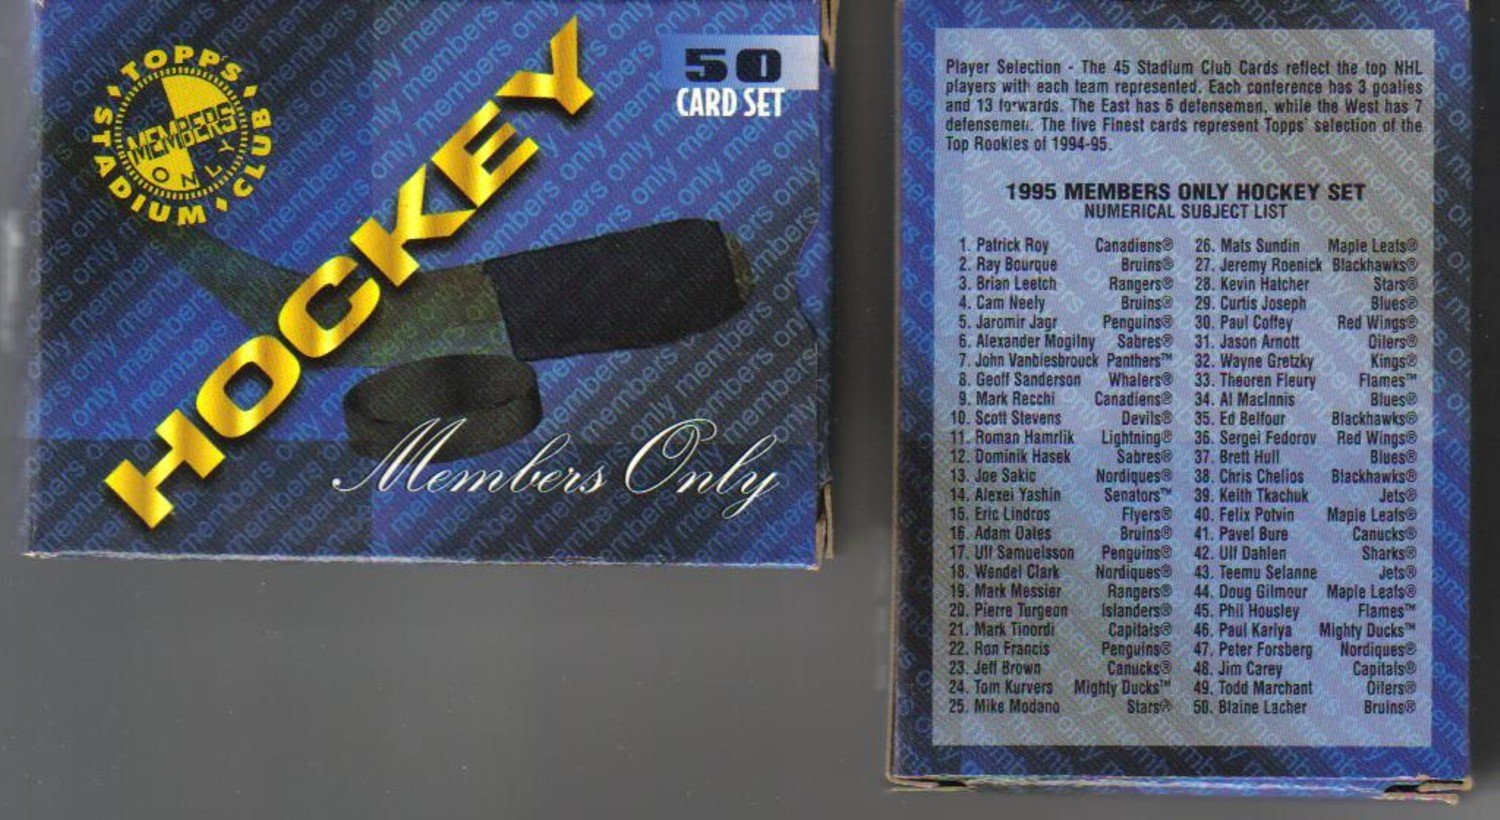 TOPPS STADIUM CLUB
MEMBERS
ONLY
HOCKEY
50
CARD SET
Members Only
Player Selection - The 45 Stadium Club Cards reflect the top NHL
players with each team represented. Each conference has 3 goalies
and 13 forwards. The East has 6 defensemen, while the West has 7
defensemen. The five Finest cards represent Topps' selection of the
Top Rookies of 1994-95.
1995 MEMBERS ONLY HOCKEY SET
NUMERICAL SUBJECT LIST
1. Patrick Roy Canadiens®
2. Ray Bourque Bruins®
3. Brian Leetch Rangers®
4. Cam Neely Bruins®
5. Jaromir Jagr Penguins®
6. Alexander Mogilny Sabres®
7. John Vanbiesbrouck Panthers™
8. Geoff Sanderson Whalers®
9. Mark Recchi Canadiens®
10. Scott Stevens Devils®
11. Roman Hamrlik Lightning®
12. Dominik Hasek Sabres®
13. Joe Sakic Nordiques®
14. Alexei Yashin Senators™
15. Eric Lindros Flyers®
16. Adam Oates Bruins®
17. Ulf Samuelsson Penguins®
18. Wendel Clark Nordiques®
19. Mark Messier Rangers®
20. Pierre Turgeon Islanders®
21. Mark Tinordi Capitals®
22. Ron Francis Penguins®
23. Jeff Brown Canucks®
24. Tom Kurvers Mighty Ducks™
25. Mike Modano Stars®
26. Mats Sundin Maple Leafs®
27. Jeremy Roenick Blackhawks®
28. Kevin Hatcher Stars®
29. Curtis Joseph Blues®
30. Paul Coffey Red Wings®
31. Jason Arnott Oilers®
32. Wayne Gretzky Kings®
33. Theoren Fleury Flames™
34. Al MacInnis Blues®
35. Ed Belfour Blackhawks®
36. Sergei Fedorov Red Wings®
37. Brett Hull Blues®
38. Chris Chelios Blackhawks®
39. Keith Tkachuk Jets®
40. Felix Potvin Maple Leafs®
41. Pavel Bure Canucks®
42. Ulf Dahlen Sharks®
43. Teemu Selanne Jets®
44. Doug Gilmour Maple Leafs®
45. Phil Housley Flames™
46. Paul Kariya Mighty Ducks™
47. Peter Forsberg Nordiques®
48. Jim Carey Capitals®
49. Todd Marchant Oilers®
50. Blaine Lacher Bruins®